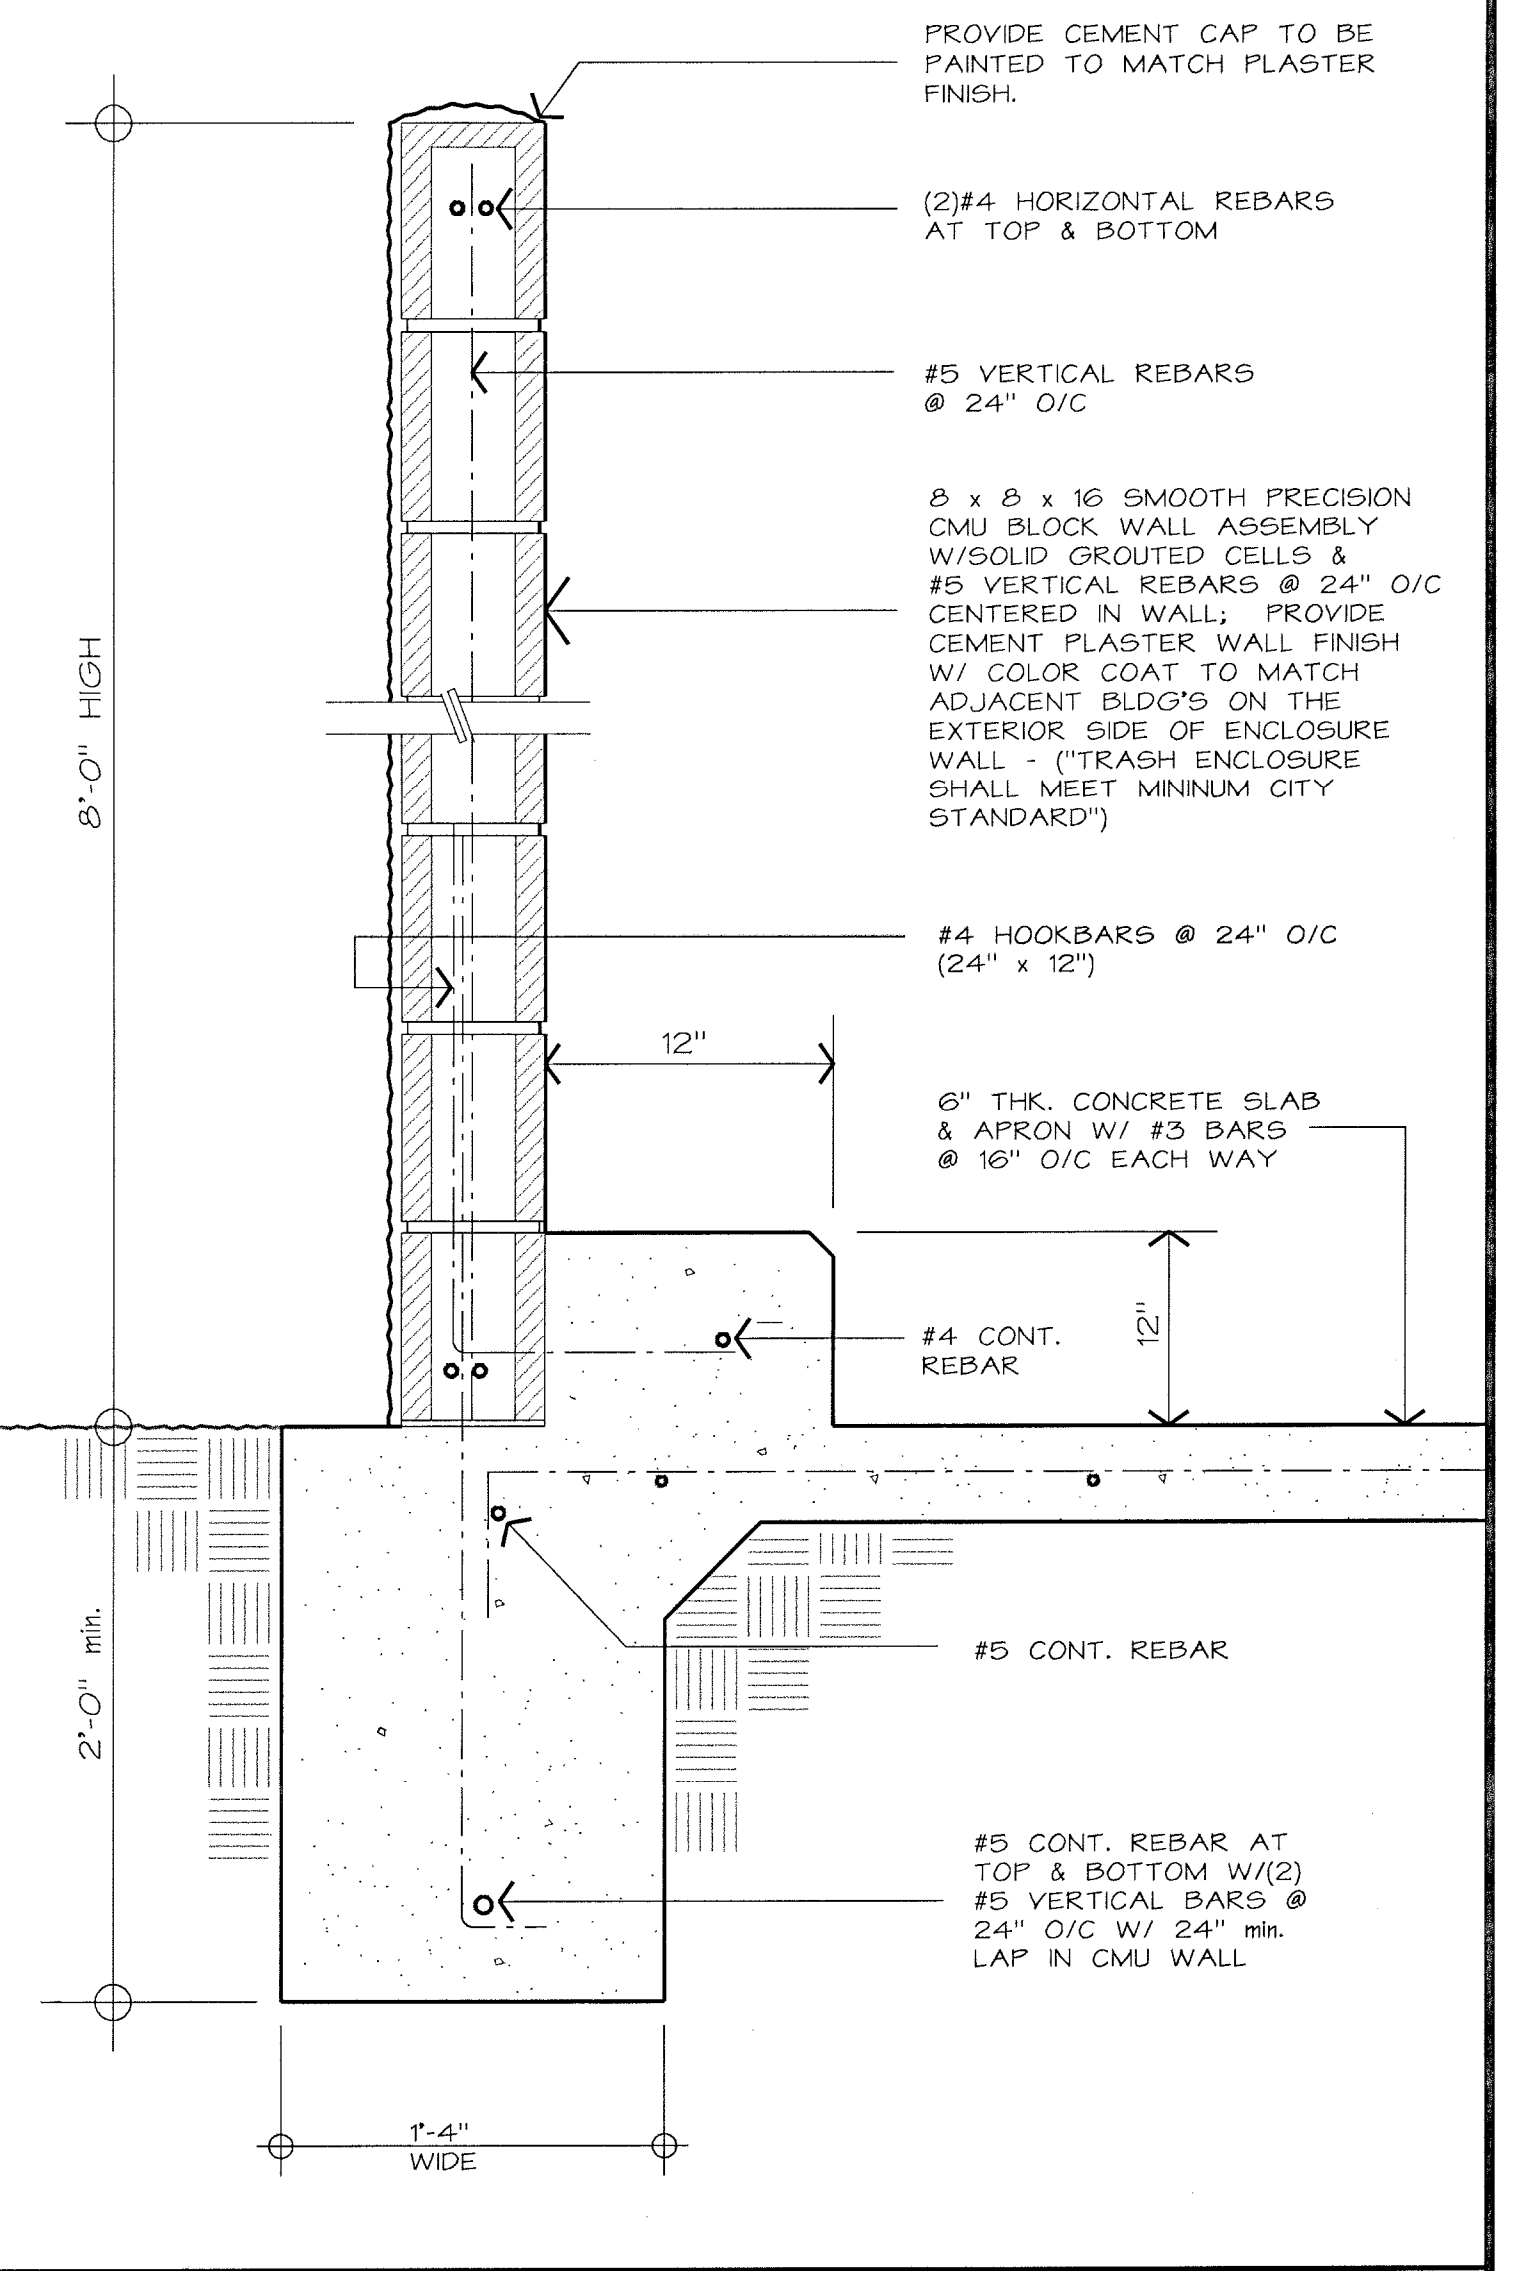 PROVIDE CEMENT CAP TO BE
PAINTED TO MATCH PLASTER
FINISH.
(2)#4 HORIZONTAL REBARS
AT TOP & BOTTOM
#5 VERTICAL REBARS
@ 24" O/C
8 x 8 x 16 SMOOTH PRECISION
CMU BLOCK WALL ASSEMBLY
W/SOLID GROUTED CELLS &
#5 VERTICAL REBARS @ 24" O/C
CENTERED IN WALL; PROVIDE
CEMENT PLASTER WALL FINISH
W/ COLOR COAT TO MATCH
ADJACENT BLDG'S ON THE
EXTERIOR SIDE OF ENCLOSURE
WALL - ("TRASH ENCLOSURE
SHALL MEET MININUM CITY
STANDARD")
8'-0" HIGH
#4 HOOKBARS @ 24" O/C
(24" x 12")
12"
6" THK. CONCRETE SLAB
& APRON W/ #3 BARS
@ 16" O/C EACH WAY
12"
#4 CONT.
REBAR
2'-0" min.
#5 CONT. REBAR
#5 CONT. REBAR AT
TOP & BOTTOM W/(2)
#5 VERTICAL BARS @
24" O/C W/ 24" min.
LAP IN CMU WALL
1'-4"
WIDE